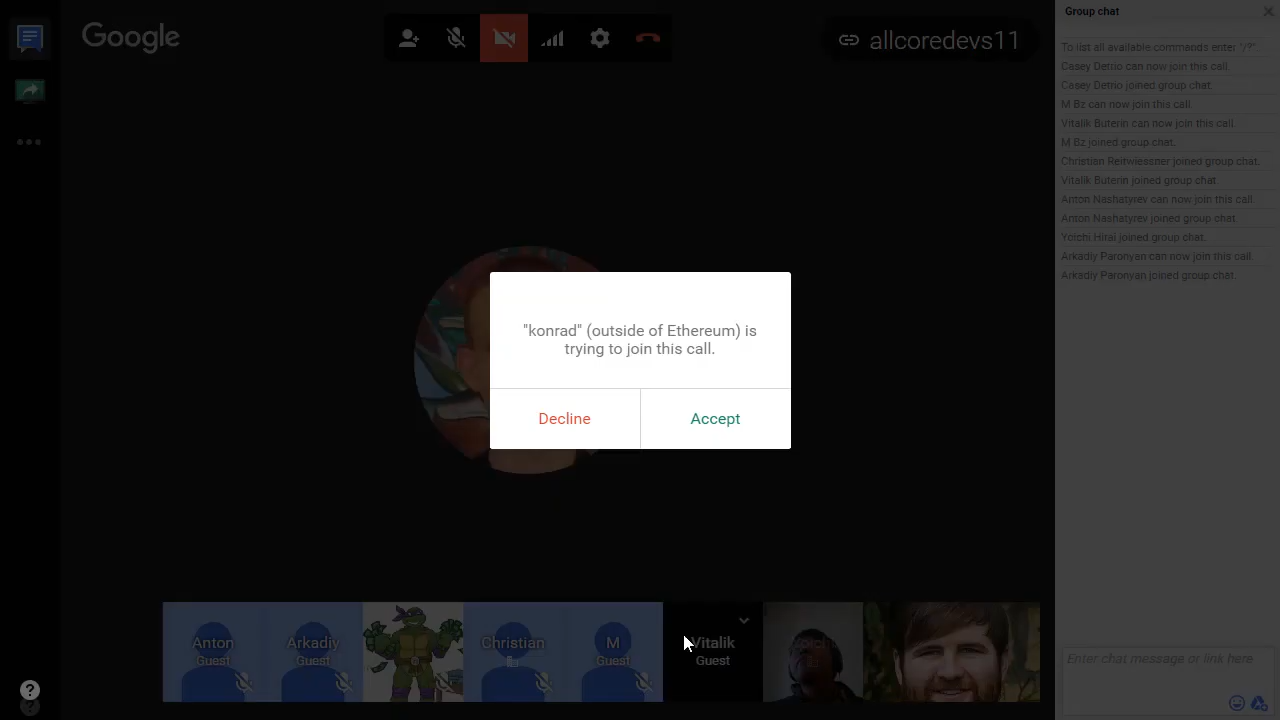 Google
allcoredevs11
Group chat
To list all available commands enter "/?".
Casey Detrio can now join this call.
Casey Detrio joined group chat.
M Bz can now join this call.
Vitalik Buterin can now join this call.
M Bz joined group chat.
Christian Reitwiessner joined group chat.
Vitalik Buterin joined group chat.
Anton Nashatyrev can now join this call.
Anton Nashatyrev joined group chat.
Yoichi Hirai joined group chat.
Arkadiy Paronyan can now join this call.
Arkadiy Paronyan joined group chat.
"konrad" (outside of Ethereum) is
trying to join this call.
Decline
Accept
Anton
Guest
Arkadiy
Guest
Christian
M
Guest
Vitalik
Guest
Enter chat message or link here
?